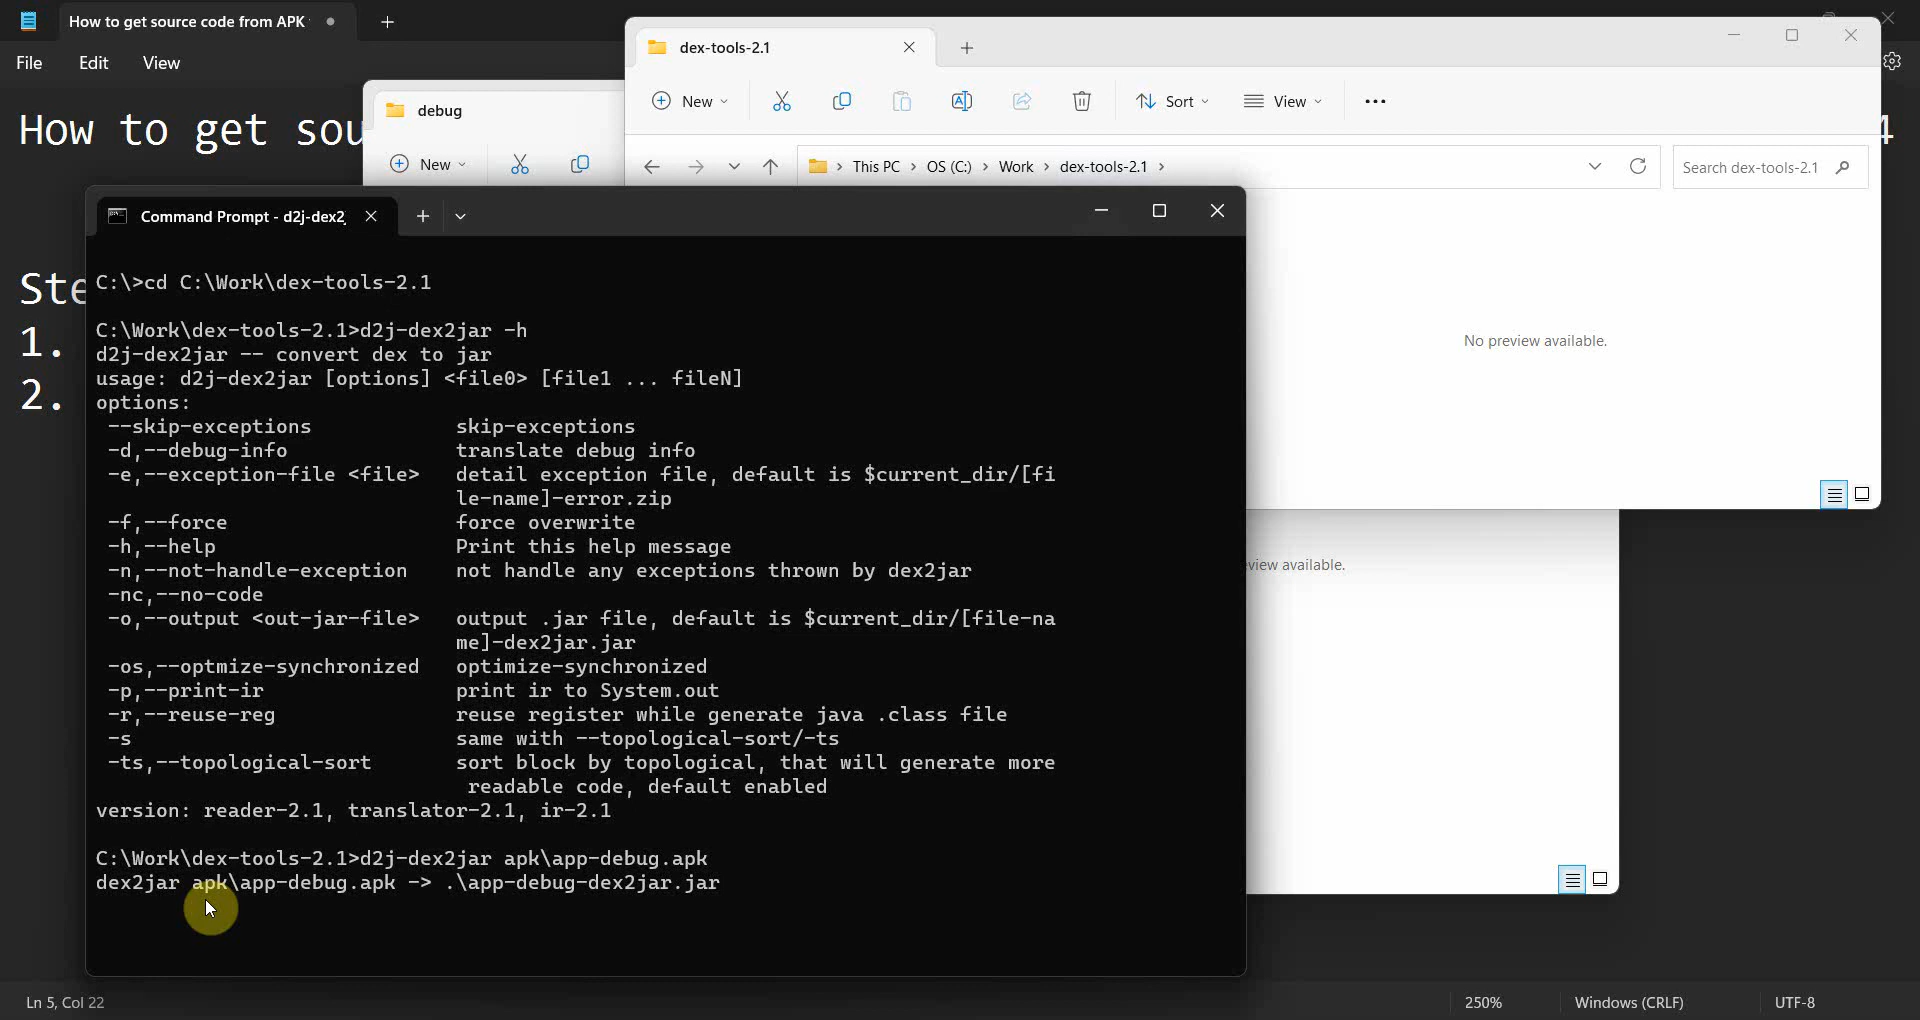 How to get source code from APK
File
Edit
View
How to get sou
4
Ste
1.
2.
debug
New
dex-tools-2.1
New
Sort
View
This PC > OS (C:) > Work > dex-tools-2.1 >
Search dex-tools-2.1
No preview available.
view available.
Command Prompt - d2j-dex2
C:\>cd C:\Work\dex-tools-2.1
C:\Work\dex-tools-2.1>d2j-dex2jar -h
d2j-dex2jar -- convert dex to jar
usage: d2j-dex2jar [options] <file0> [file1 ... fileN]
options:
--skip-exceptions skip-exceptions
-d,--debug-info translate debug info
-e,--exception-file <file> detail exception file, default is $current_dir/[fi
le-name]-error.zip
-f,--force force overwrite
-h,--help Print this help message
-n,--not-handle-exception not handle any exceptions thrown by dex2jar
-nc,--no-code
-o,--output <out-jar-file> output .jar file, default is $current_dir/[file-na
me]-dex2jar.jar
-os,--optmize-synchronized optimize-synchronized
-p,--print-ir print ir to System.out
-r,--reuse-reg reuse register while generate java .class file
-s same with --topological-sort/-ts
-ts,--topological-sort sort block by topological, that will generate more
readable code, default enabled
version: reader-2.1, translator-2.1, ir-2.1
C:\Work\dex-tools-2.1>d2j-dex2jar apk\app-debug.apk
dex2jar apk\app-debug.apk -> .\app-debug-dex2jar.jar
Ln 5, Col 22
250%
Windows (CRLF)
UTF-8